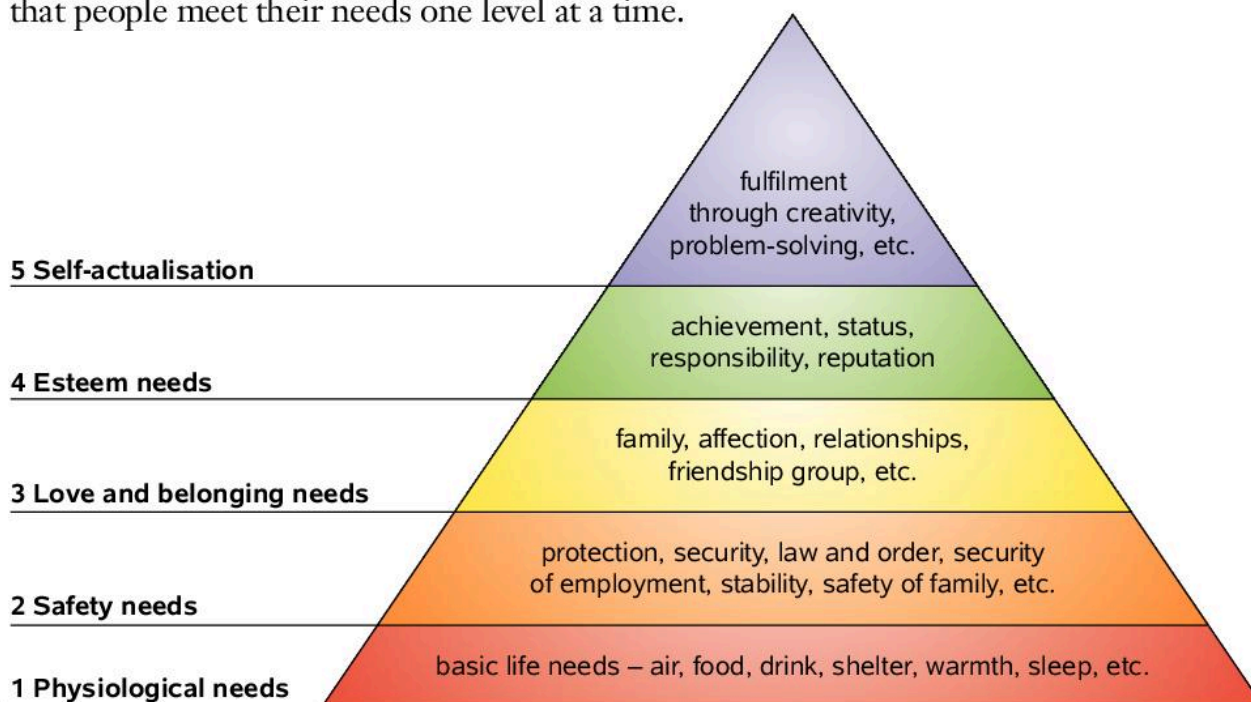 that people meet their needs one level at a time.
fulfilment
through creativity,
problem-solving, etc.
5 Self-actualisation
achievement, status,
responsibility, reputation
4 Esteem needs
family, affection, relationships,
friendship group, etc.
3 Love and belonging needs
protection, security, law and order, security
of employment, stability, safety of family, etc.
2 Safety needs
basic life needs – air, food, drink, shelter, warmth, sleep, etc.
1 Physiological needs